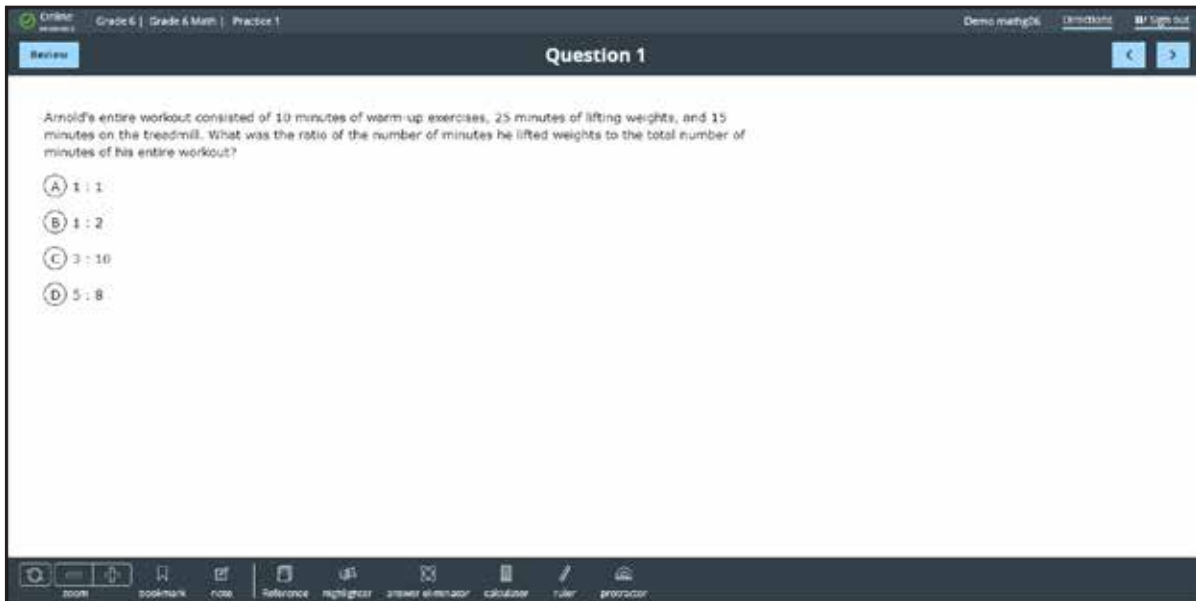 Online
Grade 6 | Grade 6 Math | Practice 1
Demo mathg06 Directions Sign out
Review
Question 1
Arnold's entire workout consisted of 10 minutes of warm-up exercises, 25 minutes of lifting weights, and 15
minutes on the treadmill. What was the ratio of the number of minutes he lifted weights to the total number of
minutes of his entire workout?
A 1 : 1
B 1 : 2
C 3 : 10
D 5 : 8
zoom bookmark note Reference highlighter answer eliminator calculator ruler protractor